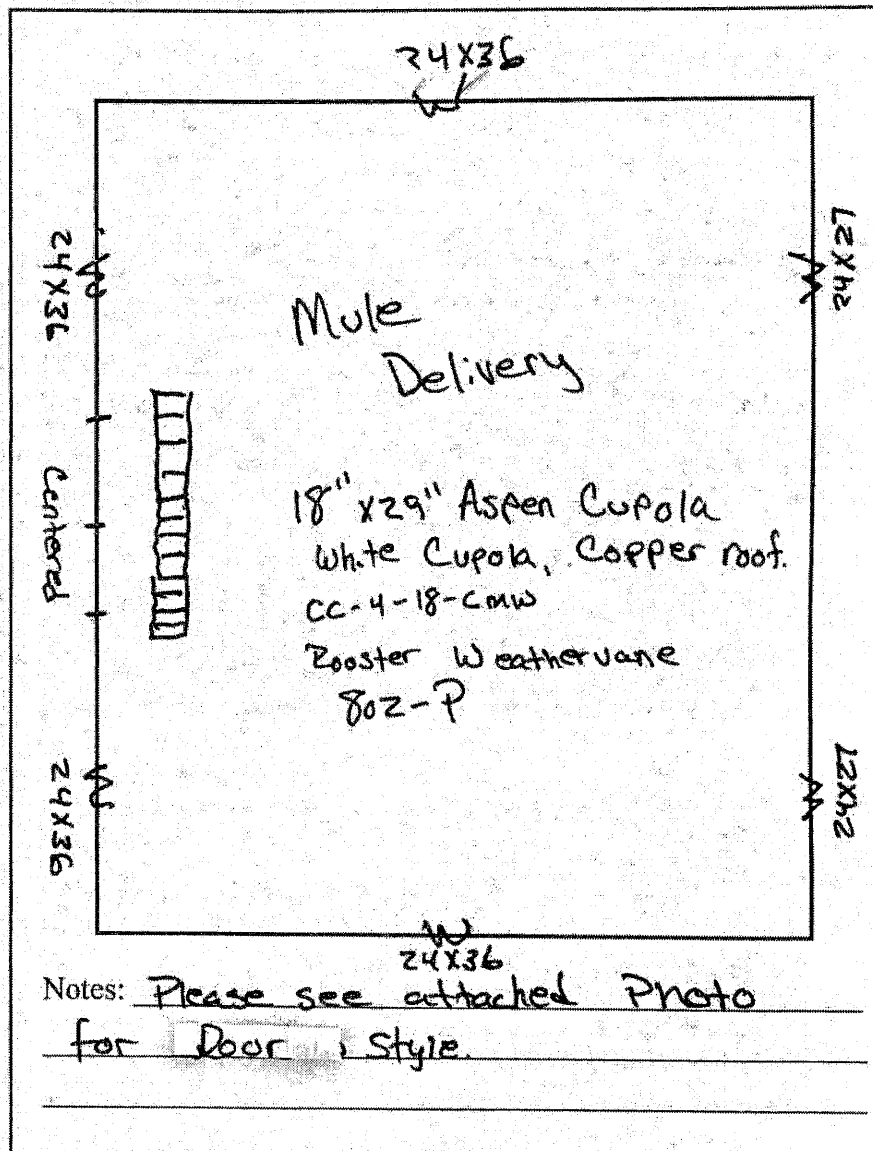 24X36
24X36
24X27
Mule
Delivery
Centered
18" x29" Aspen Cupola
White Cupola, Copper roof.
CC-4-18-CMW
Rooster Weathervane
802-P
24X36
24X27
24X36
Notes: Please see attached Photo
for Door , Style.